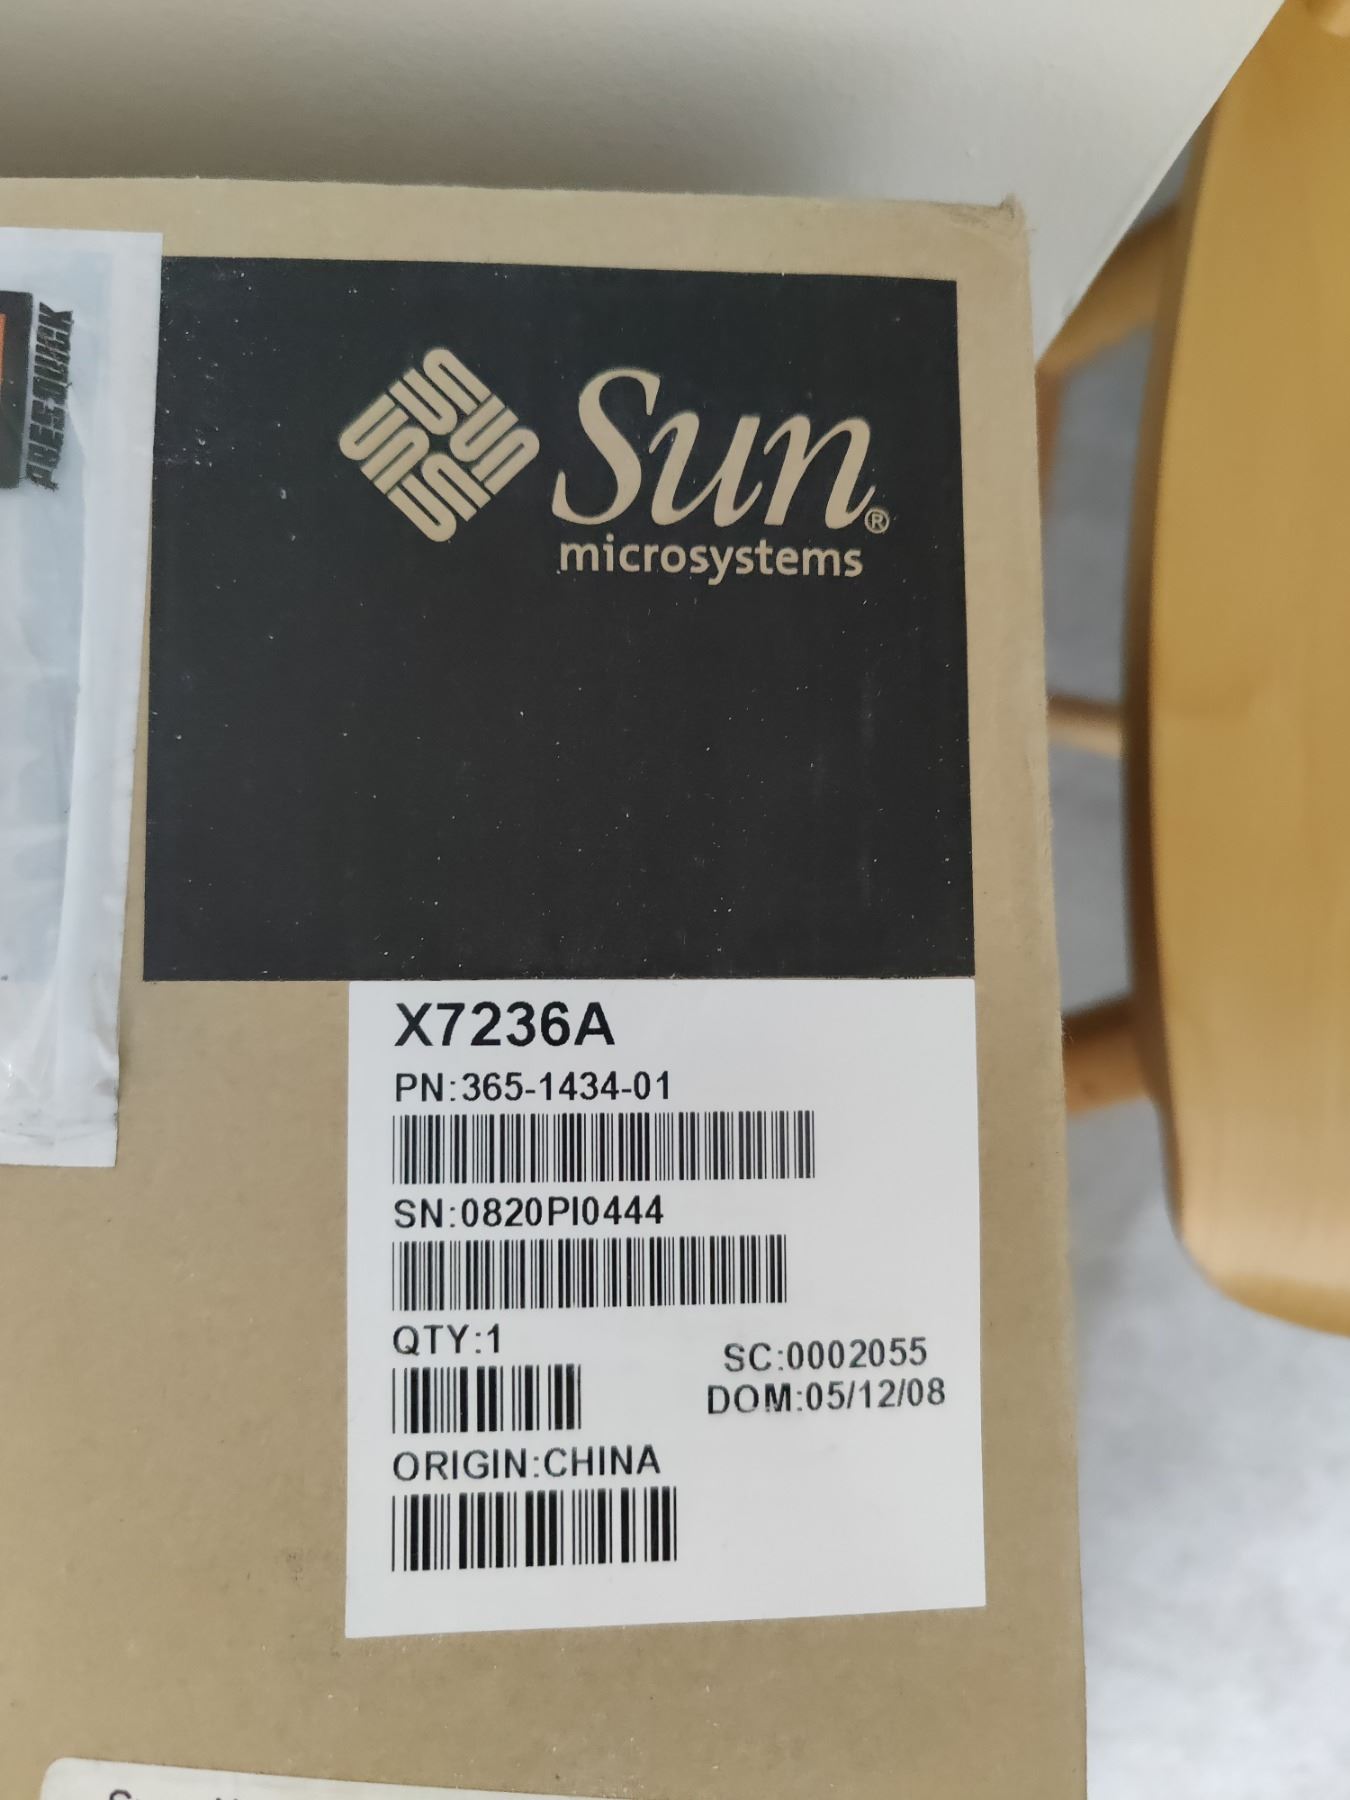 PRESQUICK
Sun®
microsystems
X7236A
PN:365-1434-01
SN:0820PI0444
QTY:1
SC:0002055
DOM:05/12/08
ORIGIN:CHINA